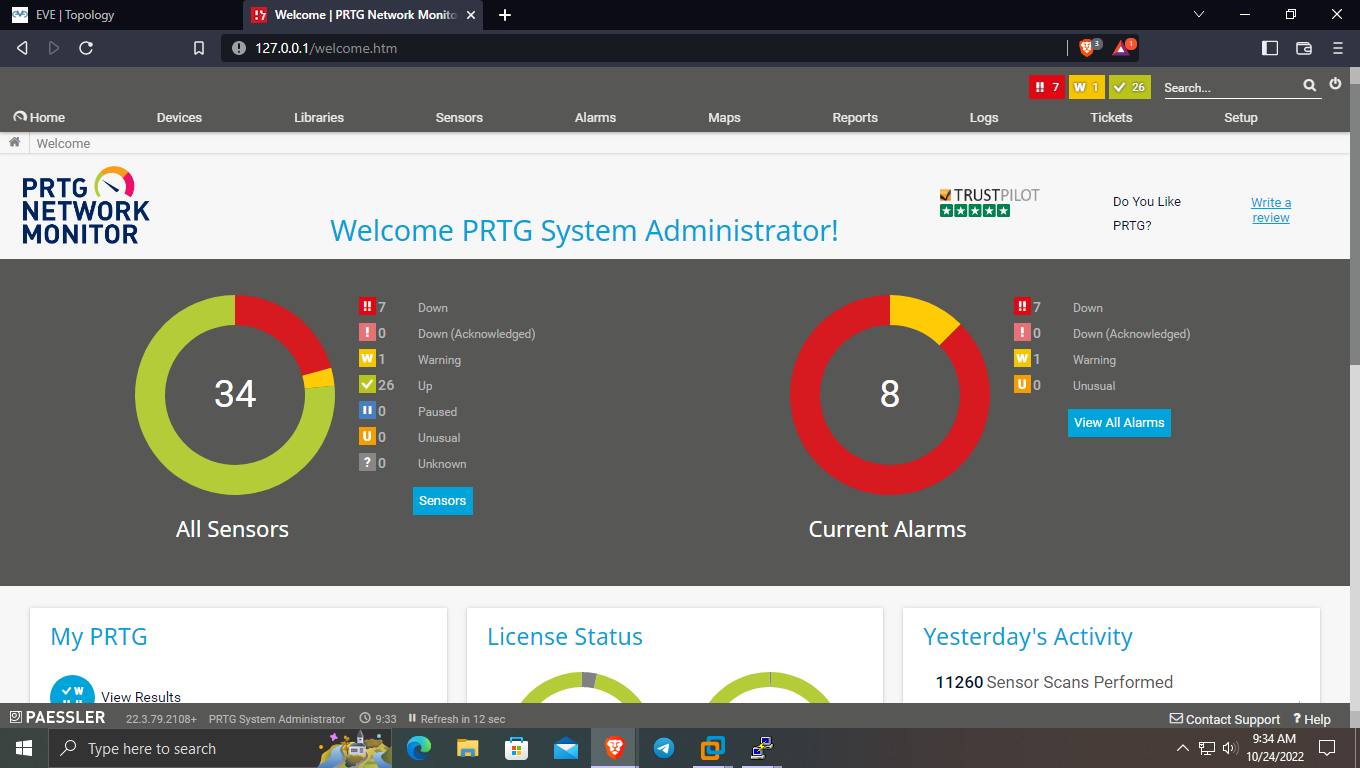 EVE | Topology
Welcome | PRTG Network Monito
127.0.0.1/welcome.htm
3
1
7
W 1
26
Search...
Home Devices Libraries Sensors Alarms Maps Reports Logs Tickets Setup
Welcome
PRTG
NETWORK
MONITOR
Welcome PRTG System Administrator!
TRUSTPILOT
Do You Like
PRTG?
Write a
review
34
!! 7 Down
! 0 Down (Acknowledged)
W 1 Warning
26 Up
0 Paused
U 0 Unusual
? 0 Unknown
Sensors
All Sensors
8
!! 7 Down
! 0 Down (Acknowledged)
W 1 Warning
U 0 Unusual
View All Alarms
Current Alarms
My PRTG
W
View Results
License Status
Yesterday's Activity
11260 Sensor Scans Performed
PAESSLER 22.3.79.2108+ PRTG System Administrator 9:33 Refresh in 12 sec
Contact Support ? Help
Type here to search
9:34 AM
10/24/2022